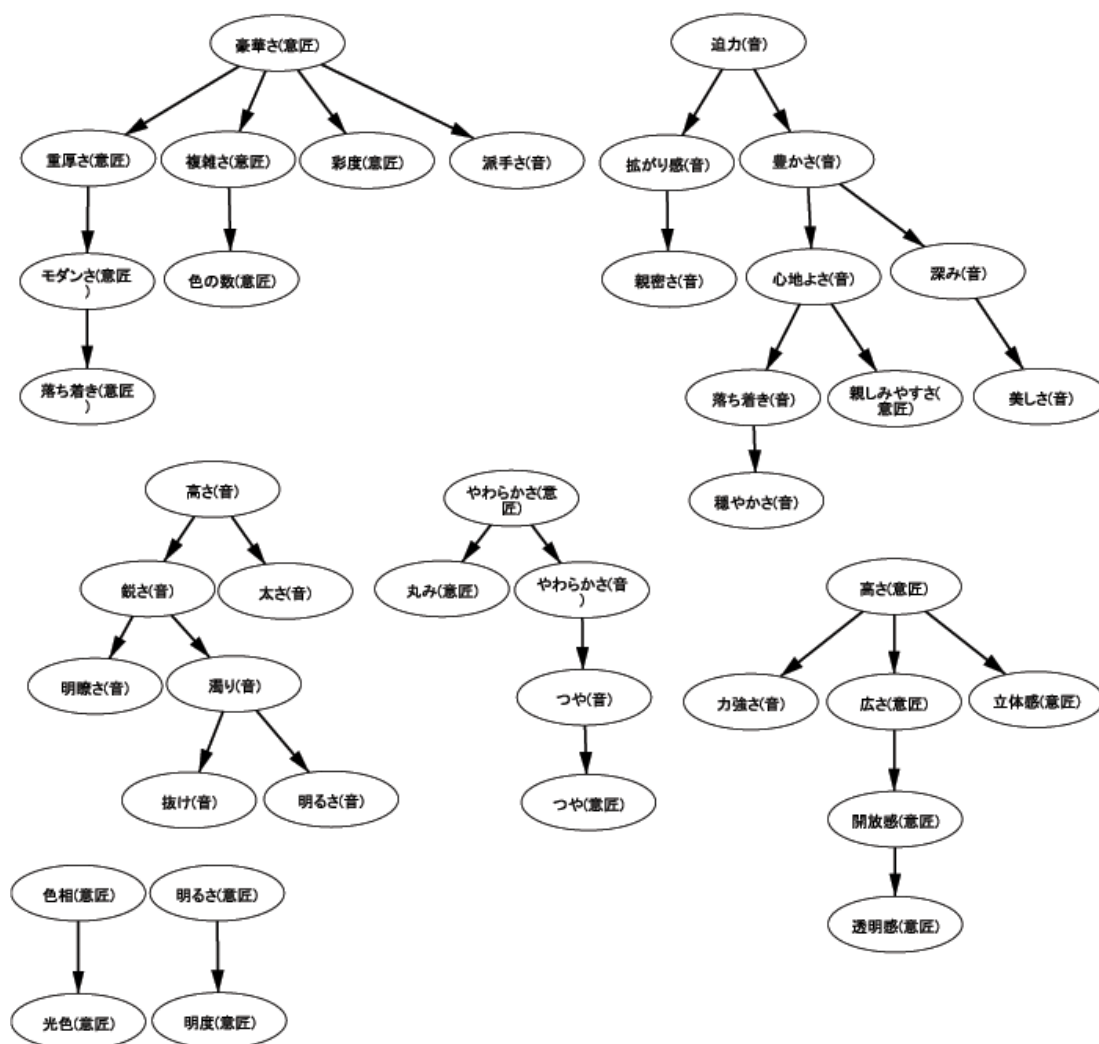 豪華さ(意匠)
重厚さ(意匠)
複雑さ(意匠)
彩度(意匠)
派手さ(音)
モダンさ(意匠
)
色の数(意匠)
落ち着き(意匠
)
迫力(音)
拡がり感(音)
豊かさ(音)
親密さ(音)
心地よさ(音)
深み(音)
落ち着き(音)
親しみやすさ(
意匠)
美しさ(音)
穏やかさ(音)
高さ(音)
鋭さ(音)
太さ(音)
明瞭さ(音)
濁り(音)
抜け(音)
明るさ(音)
やわらかさ(意
匠)
丸み(意匠)
やわらかさ(音
)
つや(音)
つや(意匠)
高さ(意匠)
力強さ(音)
広さ(意匠)
立体感(意匠)
開放感(意匠)
透明感(意匠)
色相(意匠)
明るさ(意匠)
光色(意匠)
明度(意匠)